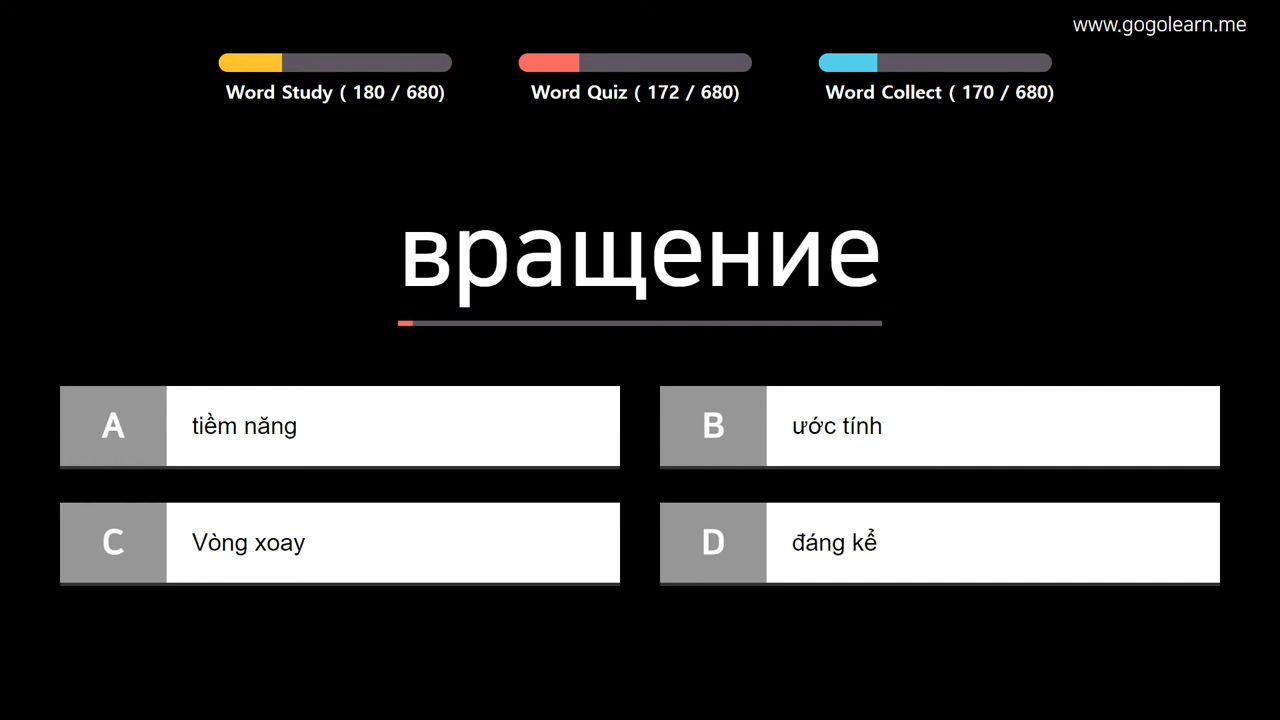 www.gogolearn.me
Word Study ( 180 / 680)
Word Quiz ( 172 / 680)
Word Collect ( 170 / 680)
вращение
A tiềm năng
B ước tính
C Vòng xoay
D đáng kể